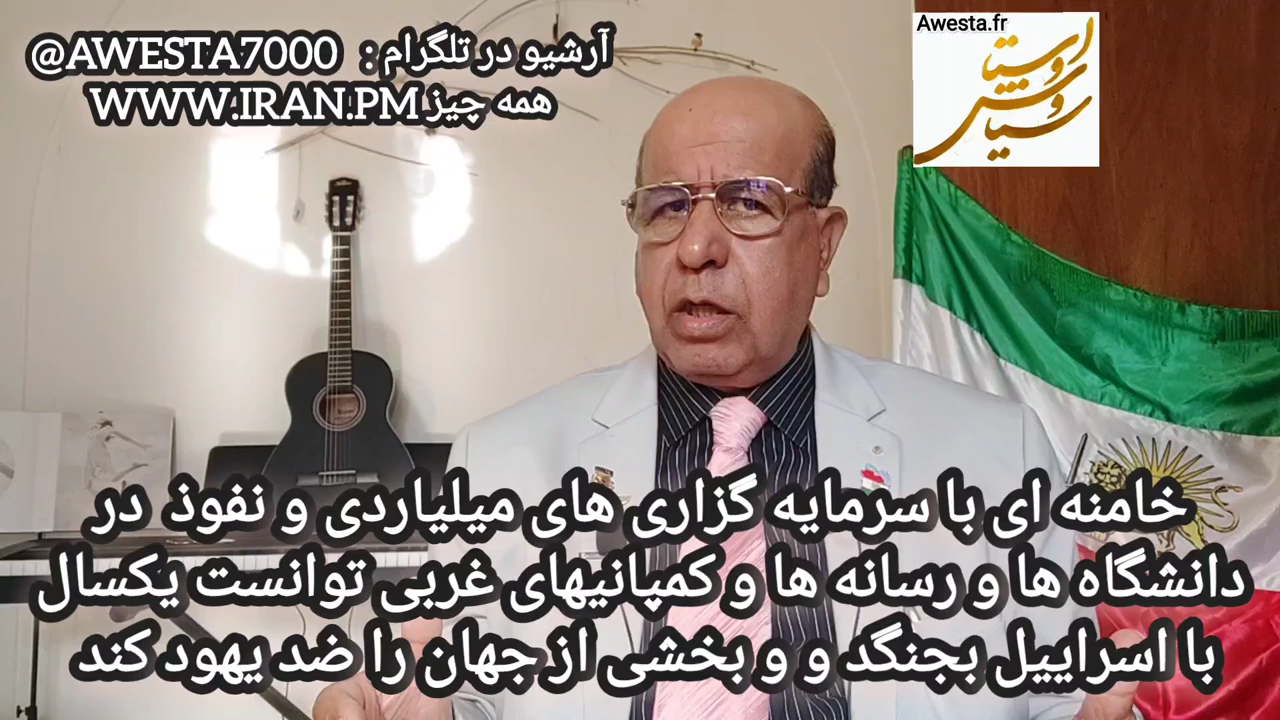 آرشیو در تلگرام : @AWESTA7000
همه چیز WWW.IRAN.PM
Awesta.fr
اوستا
و
سیاوش
خامنه ای با سرمایه گزاری های میلیاردی و نفوذ در
دانشگاه ها و رسانه ها و کمپانیهای غربی توانست یکسال
با اسراییل بجنگد و و بخشی از جهان را ضد یهود کند